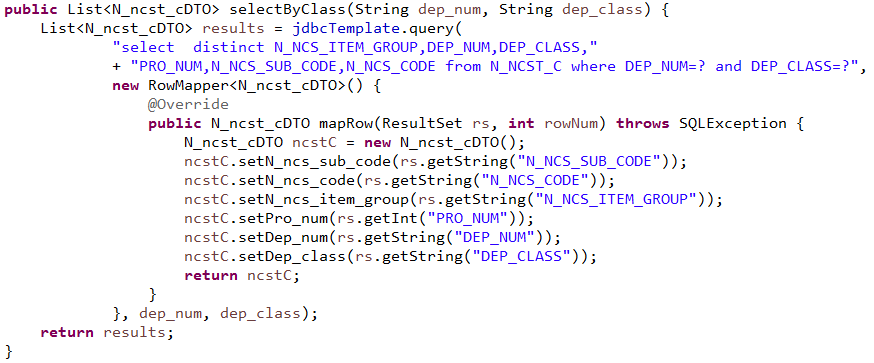 public List<N_ncst_cDTO> selectByClass(String dep_num, String dep_class) {
    List<N_ncst_cDTO> results = jdbcTemplate.query(
            "select  distinct N_NCS_ITEM_GROUP,DEP_NUM,DEP_CLASS,"
            + "PRO_NUM,N_NCS_SUB_CODE,N_NCS_CODE from N_NCST_C where DEP_NUM=? and DEP_CLASS=?",
            new RowMapper<N_ncst_cDTO>() {
                @Override
                public N_ncst_cDTO mapRow(ResultSet rs, int rowNum) throws SQLException {
                    N_ncst_cDTO ncstC = new N_ncst_cDTO();
                    ncstC.setN_ncs_sub_code(rs.getString("N_NCS_SUB_CODE"));
                    ncstC.setN_ncs_code(rs.getString("N_NCS_CODE"));
                    ncstC.setN_ncs_item_group(rs.getString("N_NCS_ITEM_GROUP"));
                    ncstC.setPro_num(rs.getInt("PRO_NUM"));
                    ncstC.setDep_num(rs.getString("DEP_NUM"));
                    ncstC.setDep_class(rs.getString("DEP_CLASS"));
                    return ncstC;
                }
            }, dep_num, dep_class);
    return results;
}